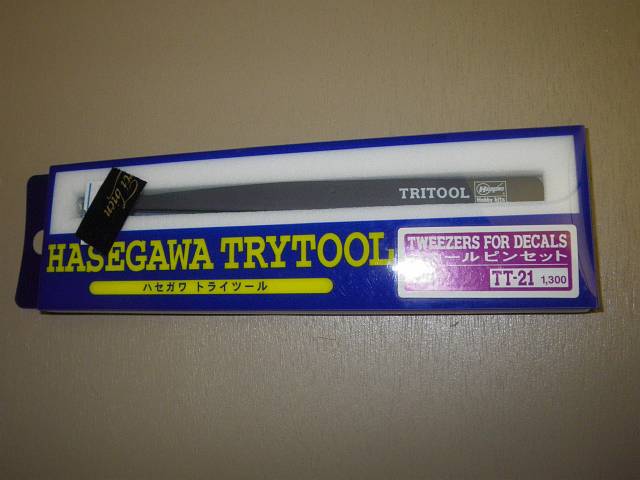 TRITOOL
Hasegawa
Hobby kits
HASEGAWA TRYTOOL
ハセガワ トライツール
TWEEZERS FOR DECALS
ールピンセット
TT-21 1,300